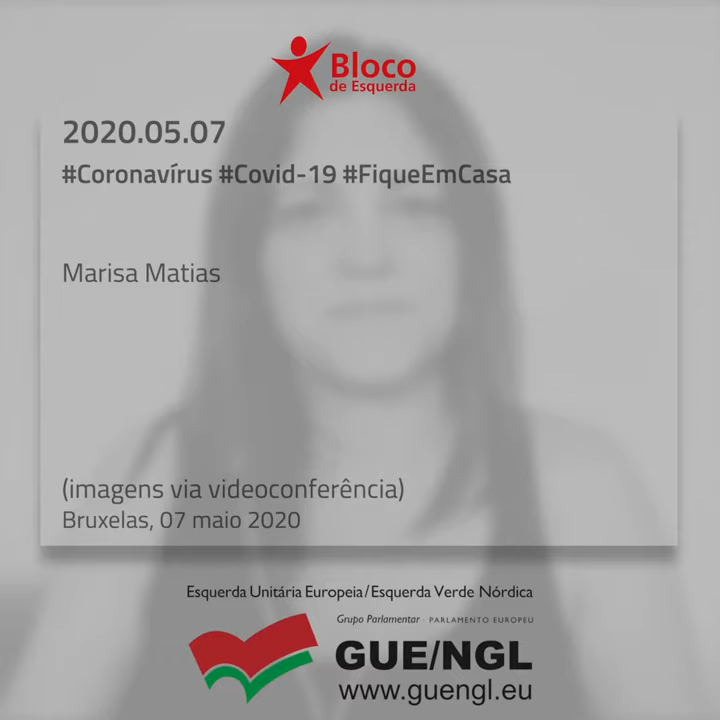 Bloco
de Esquerda
2020.05.07
#Coronavírus #Covid-19 #FiqueEmCasa
Marisa Matias
(imagens via videoconferência)
Bruxelas, 07 maio 2020
Esquerda Unitária Europeia/Esquerda Verde Nórdica
Grupo Parlamentar · PARLAMENTO EUROPEU
GUE/NGL
www.guengl.eu